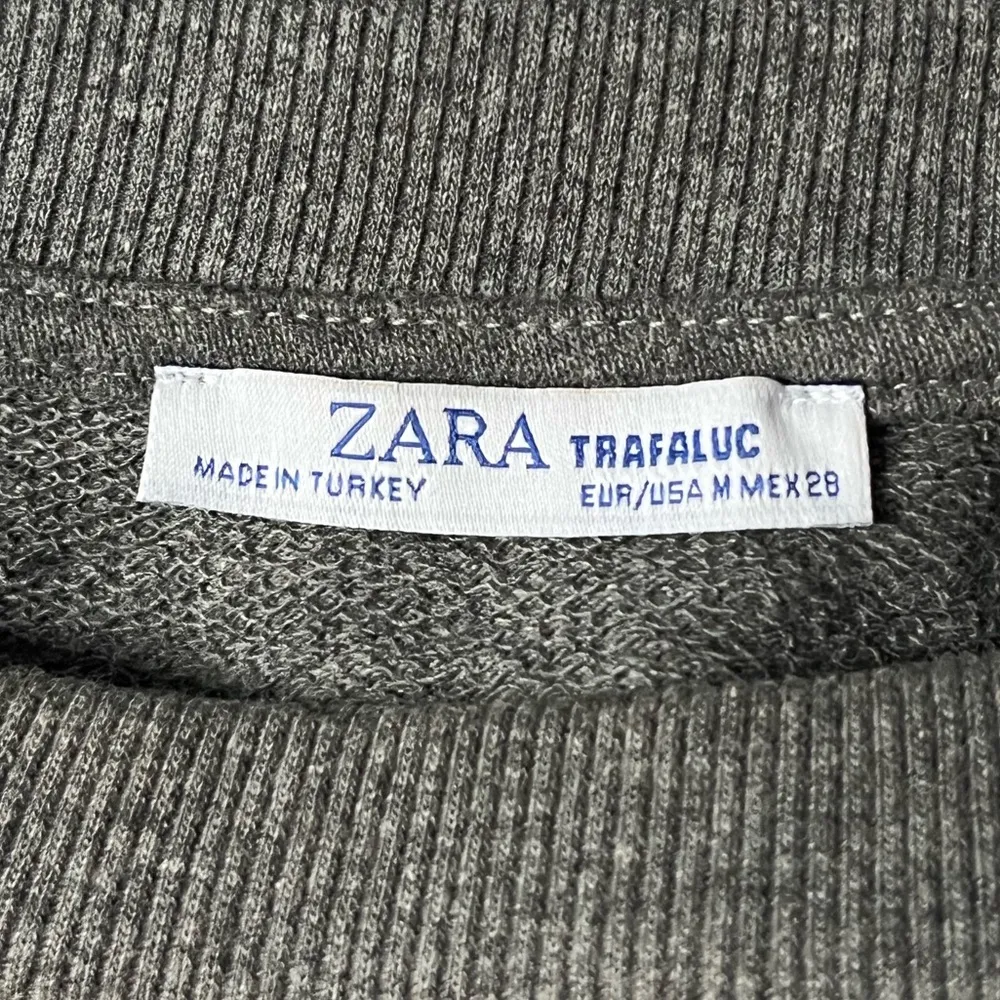 ZARA TRAFALUC
MADE IN TURKEY EUR/USA M MEX 28